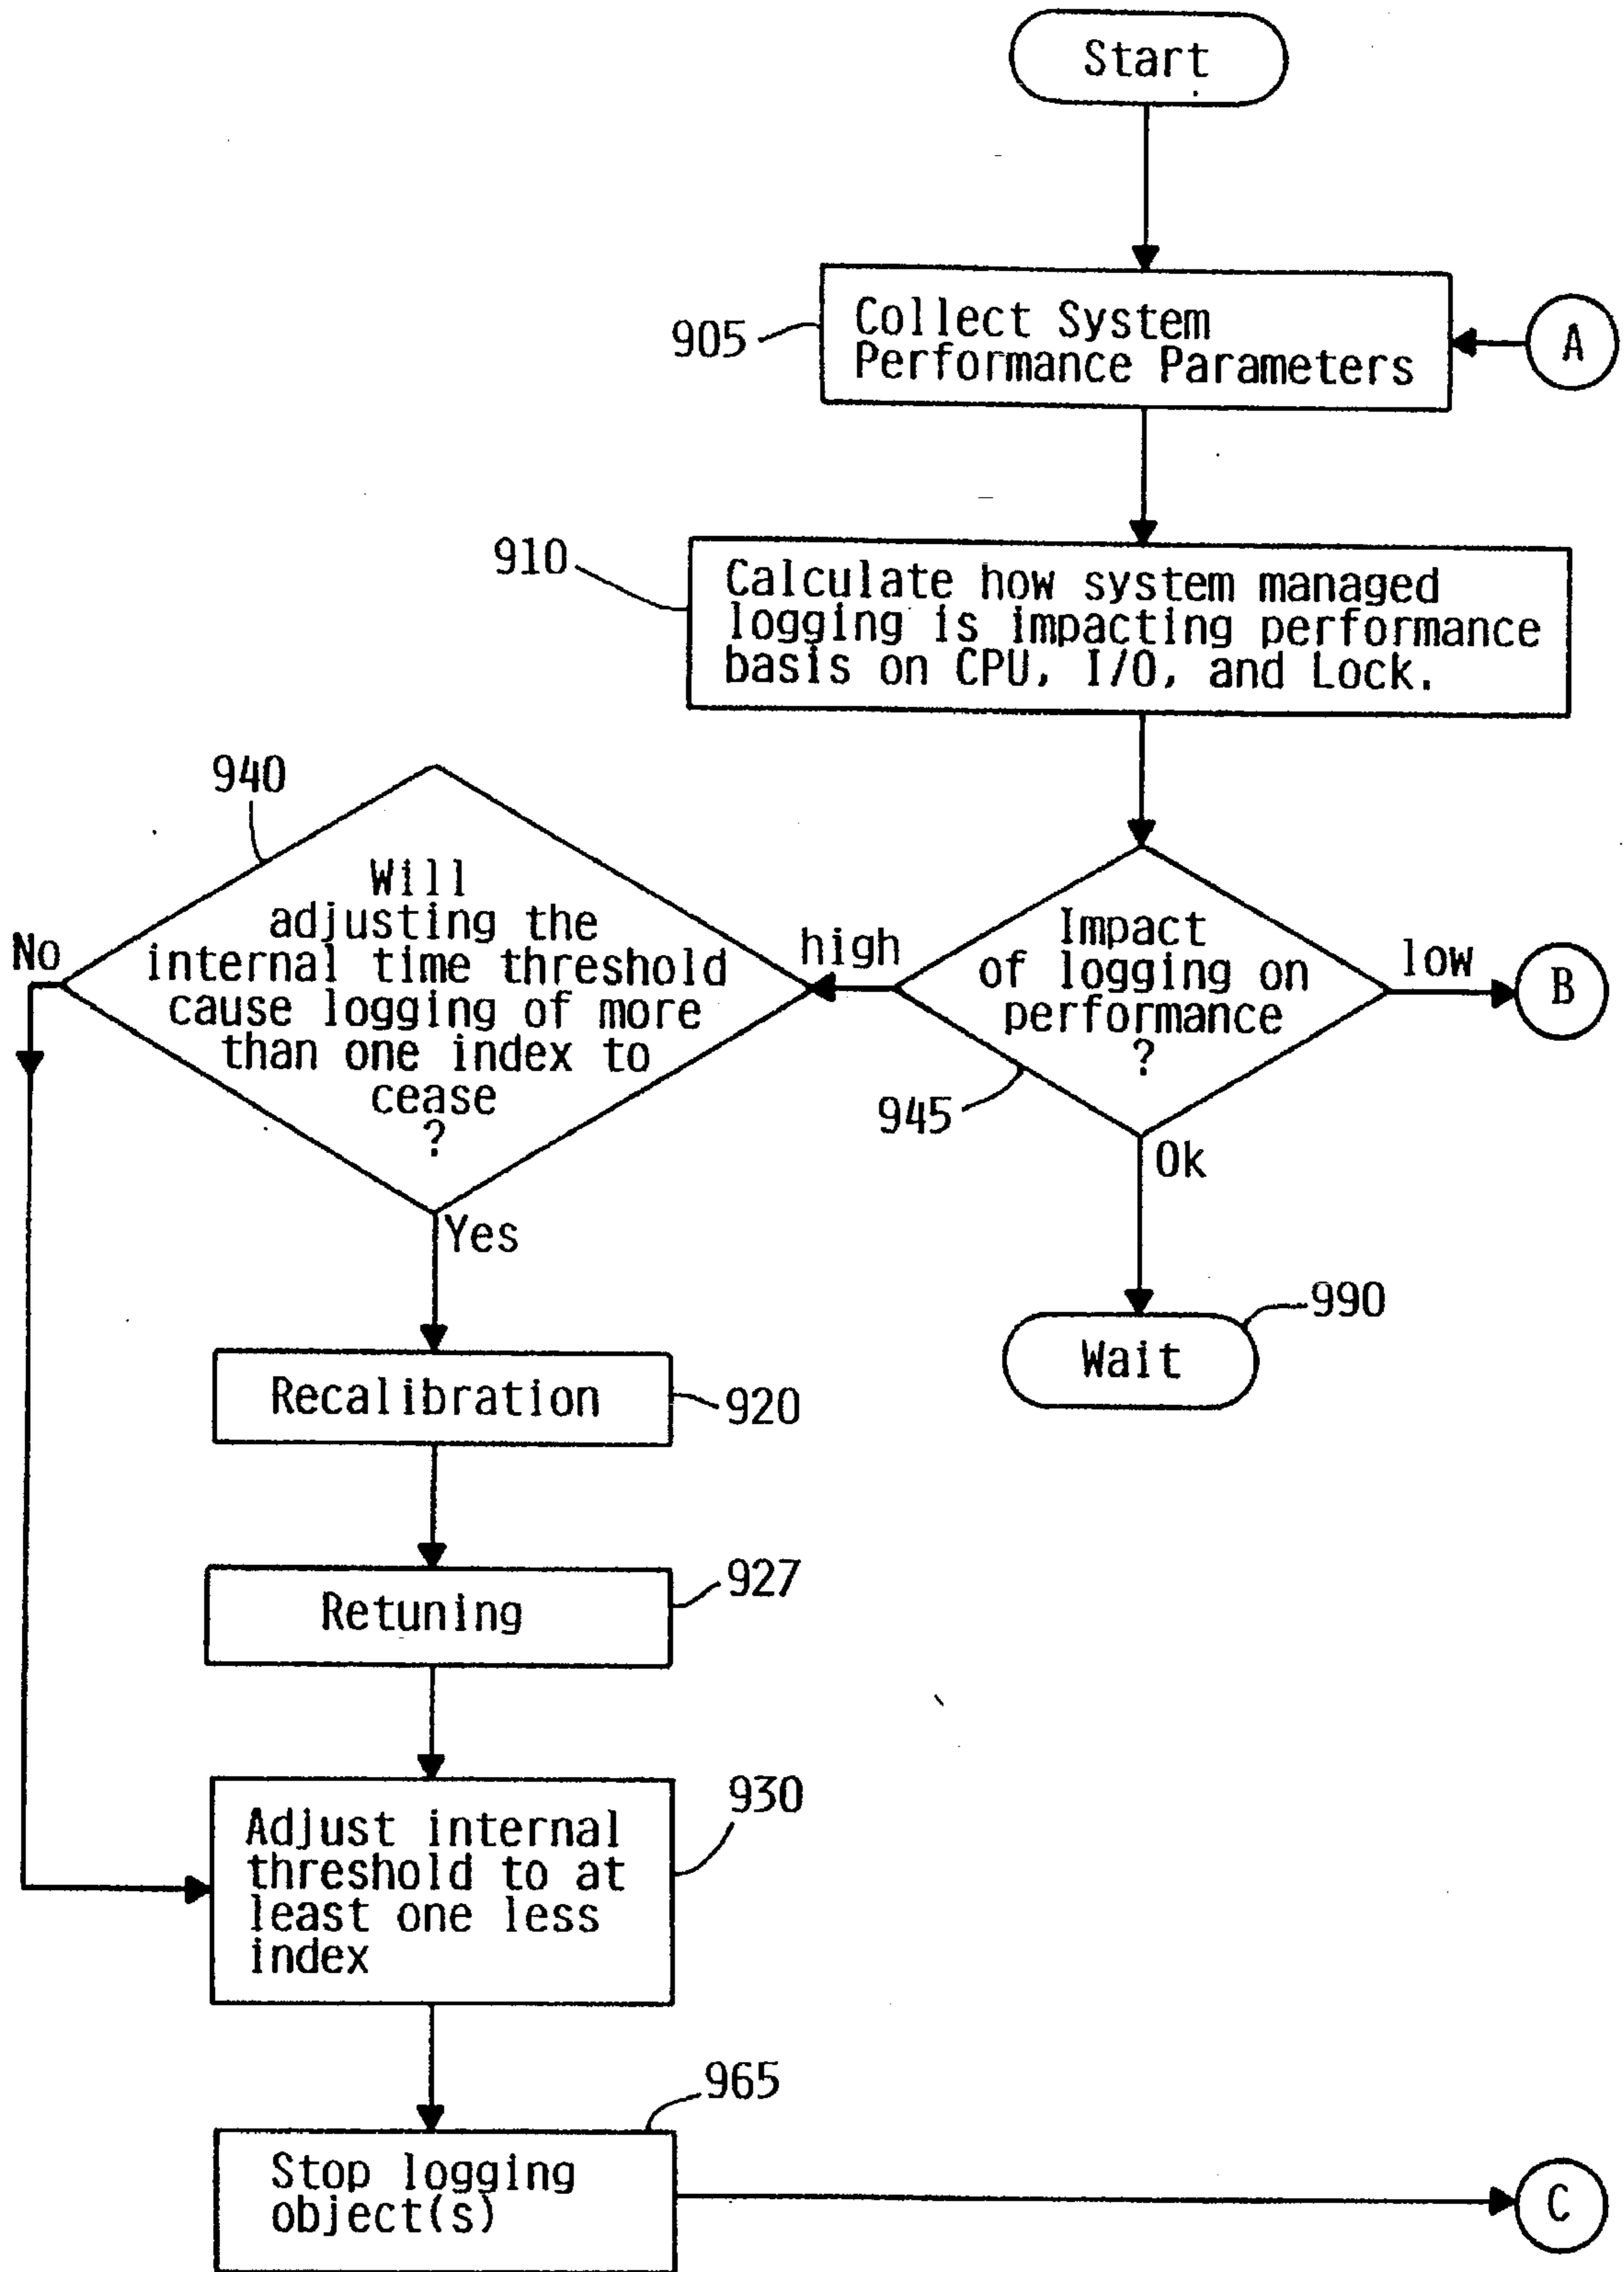 Start
905
Collect System
Performance Parameters
A
910
Calculate how system managed
logging is impacting performance
basis on CPU, I/O, and Lock.
940
Will
adjusting the
internal time threshold
cause logging of more
than one index to
cease
?
No
Yes
high
Impact
of logging on
performance
?
low
B
945
Ok
990
Wait
Recalibration
920
927
Retuning
930
Adjust internal
threshold to at
least one less
index
965
Stop logging
object(s)
C